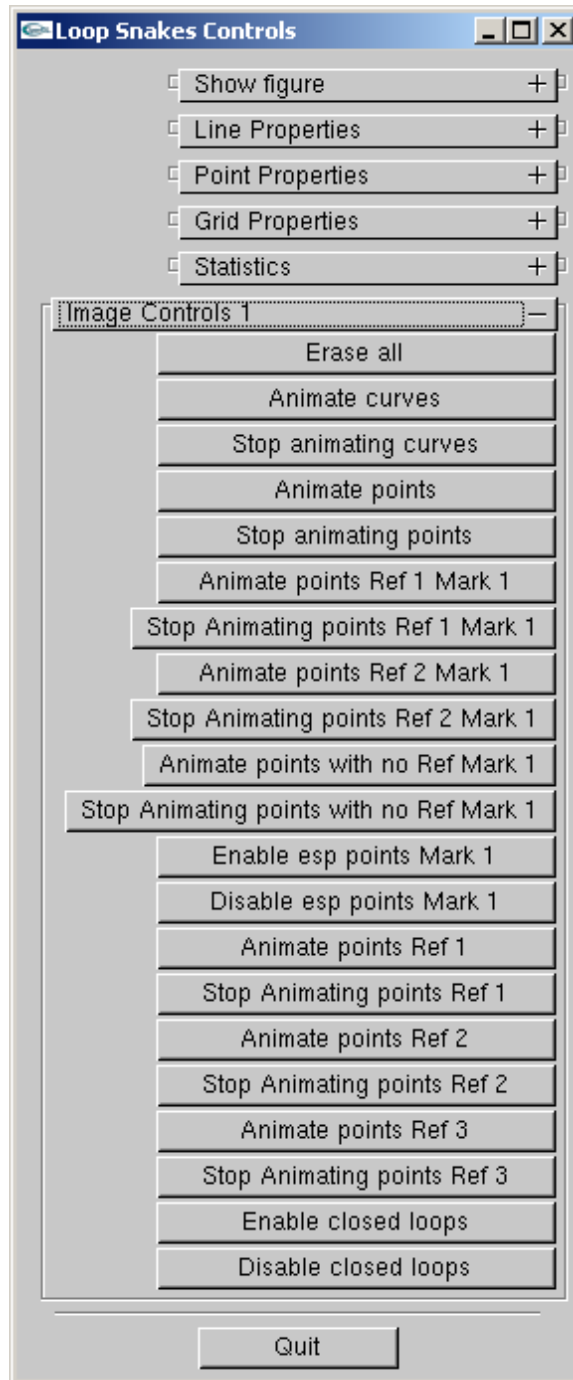 Loop Snakes Controls
Show figure
Line Properties
Point Properties
Grid Properties
Statistics
Image Controls 1
Erase all
Animate curves
Stop animating curves
Animate points
Stop animating points
Animate points Ref 1 Mark 1
Stop Animating points Ref 1 Mark 1
Animate points Ref 2 Mark 1
Stop Animating points Ref 2 Mark 1
Animate points with no Ref Mark 1
Stop Animating points with no Ref Mark 1
Enable esp points Mark 1
Disable esp points Mark 1
Animate points Ref 1
Stop Animating points Ref 1
Animate points Ref 2
Stop Animating points Ref 2
Animate points Ref 3
Stop Animating points Ref 3
Enable closed loops
Disable closed loops
Quit